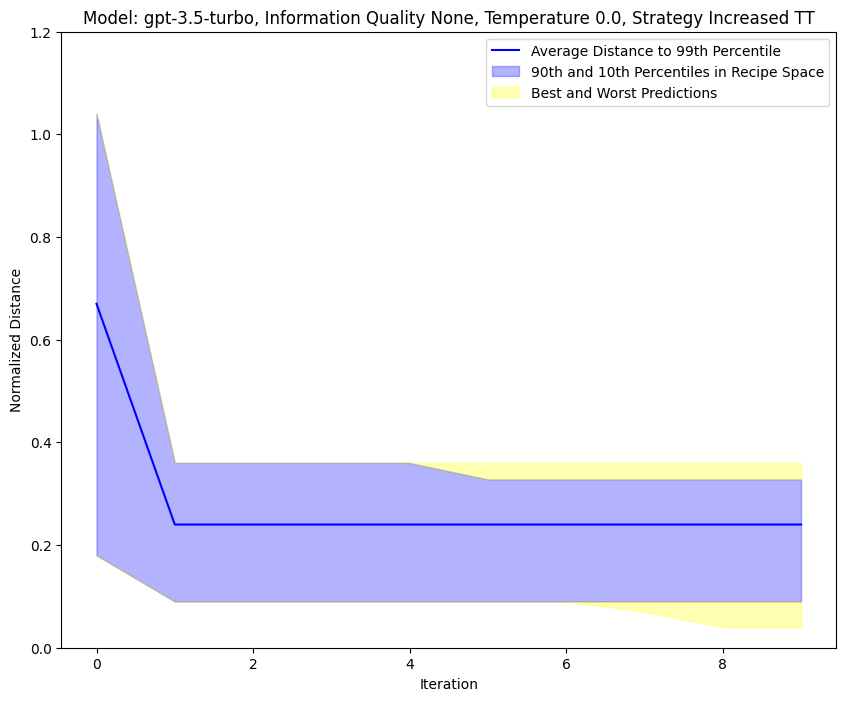 Model: gpt-3.5-turbo, Information Quality None, Temperature 0.0, Strategy Increased TT
1.2
1.0
0.8
0.6
0.4
0.2
0.0
Normalized Distance
Average Distance to 99th Percentile
90th and 10th Percentiles in Recipe Space
Best and Worst Predictions
0 2 4 6 8
Iteration